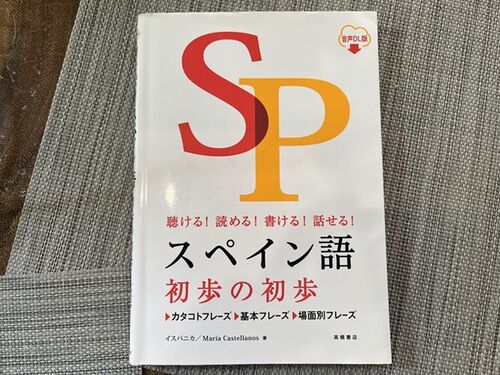 音声DL版
SP
聴ける!読める!書ける!話せる!
スペイン語
初歩の初歩
▶カタコトフレーズ▶基本フレーズ▶場面別フレーズ
イスパニカ/María Castellanos 著
高橋書店